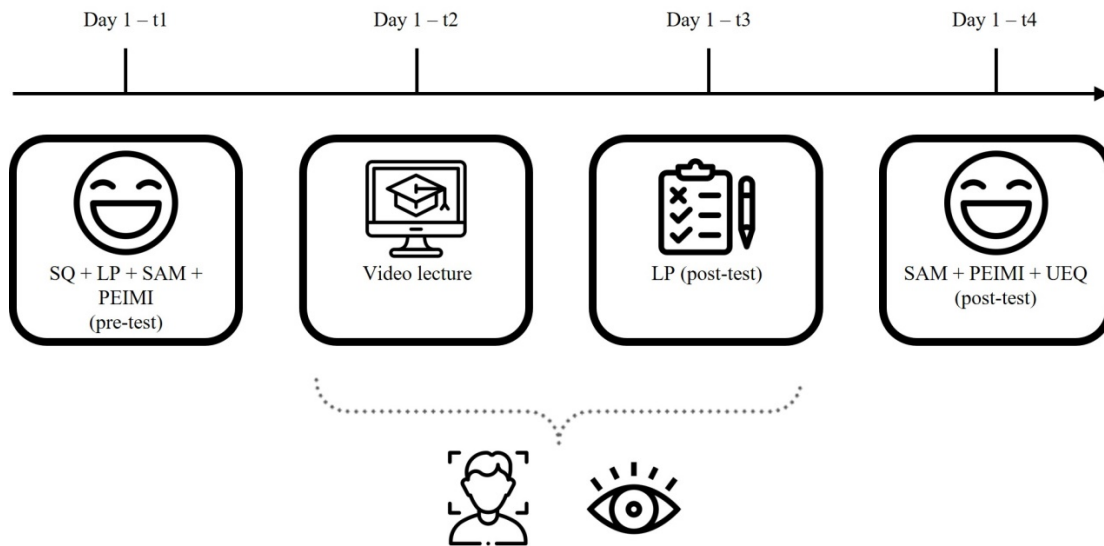 Day 1 – t1
Day 1 – t2
Day 1 – t3
Day 1 – t4
SQ + LP + SAM +
PEIMI
(pre-test)
Video lecture
LP (post-test)
SAM + PEIMI + UEQ
(post-test)